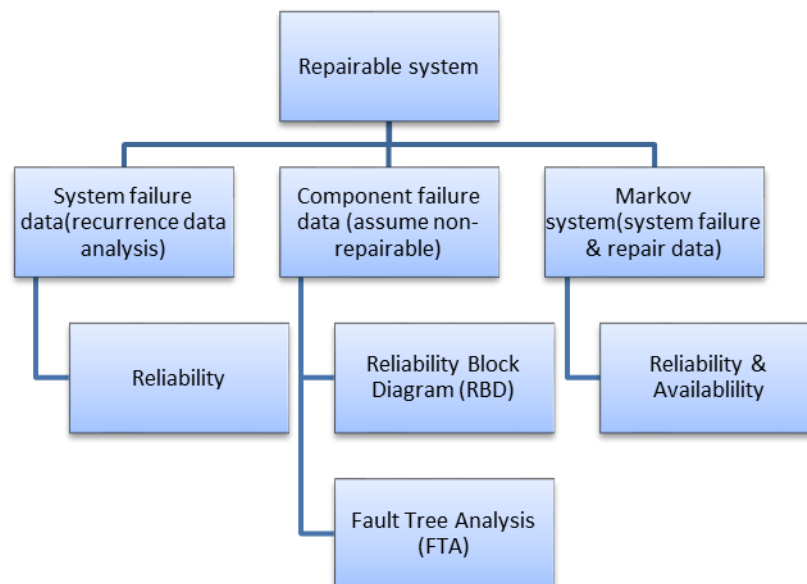 Repairable system
System failure
data(recurrence data
analysis)
Component failure
data (assume non-
repairable)
Markov
system(system failure
& repair data)
Reliability
Reliability Block
Diagram (RBD)
Reliability &
Availablility
Fault Tree Analysis
(FTA)